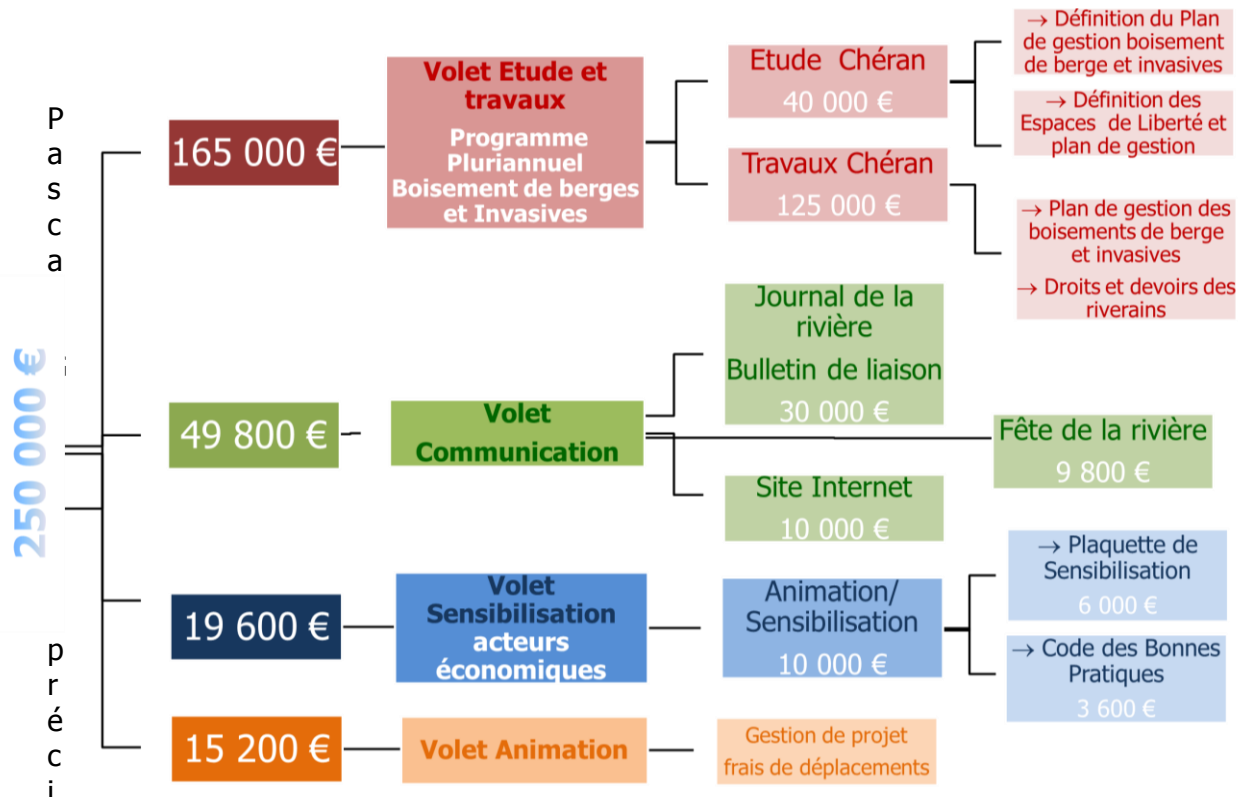 P
a
s
c
a
250 000 €
p
r
é
c
i
165 000 €
Volet Etude et
travaux
Programme
Pluriannuel
Boisement de berges
et Invasives
Etude Chéran
40 000 €
→ Définition du Plan
de gestion boisement
de berge et invasives
→ Définition des
Espaces de Liberté et
plan de gestion
Travaux Chéran
125 000 €
→ Plan de gestion des
boisements de berge
et invasives
→ Droits et devoirs des
riverains
49 800 €
Volet
Communication
Journal de la
rivière
Bulletin de liaison
30 000 €
Fête de la rivière
9 800 €
Site Internet
10 000 €
19 600 €
Volet
Sensibilisation
acteurs
économiques
Animation/
Sensibilisation
10 000 €
→ Plaquette de
Sensibilisation
6 000 €
→ Code des Bonnes
Pratiques
3 600 €
15 200 €
Volet Animation
Gestion de projet
frais de déplacements